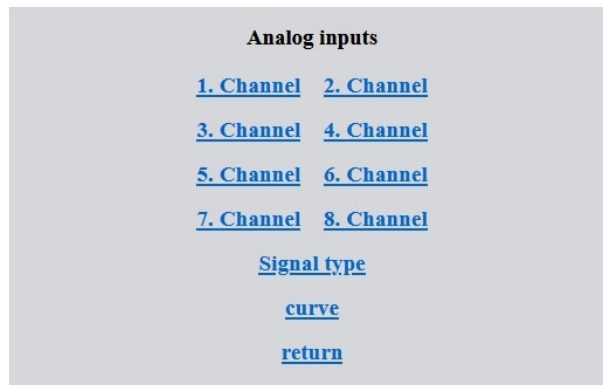 Analog inputs
1. Channel 2. Channel
3. Channel 4. Channel
5. Channel 6. Channel
7. Channel 8. Channel
Signal type
curve
return